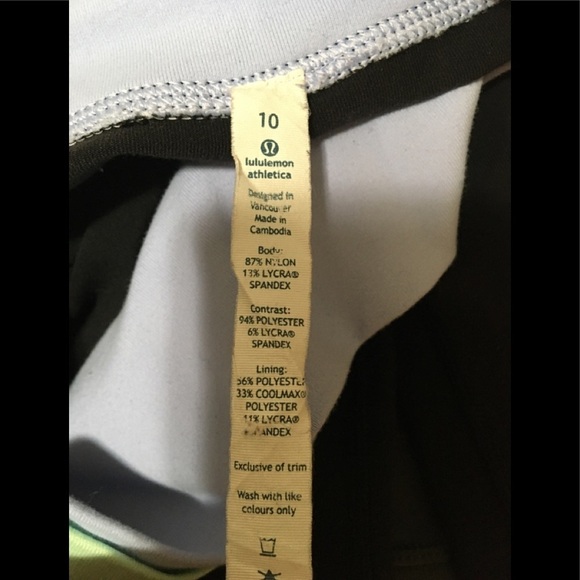 10
lululemon
athletica
Designed in
Vancouver
Made in
Cambodia
Body:
87% NYLON
13% LYCRA®
SPANDEX
Contrast:
94% POLYESTER
6% LYCRA®
SPANDEX
Lining:
56% POLYESTER
33% COOLMAX®
POLYESTER
11% LYCRA®
SPANDEX
Exclusive of trim
Wash with like
colours only